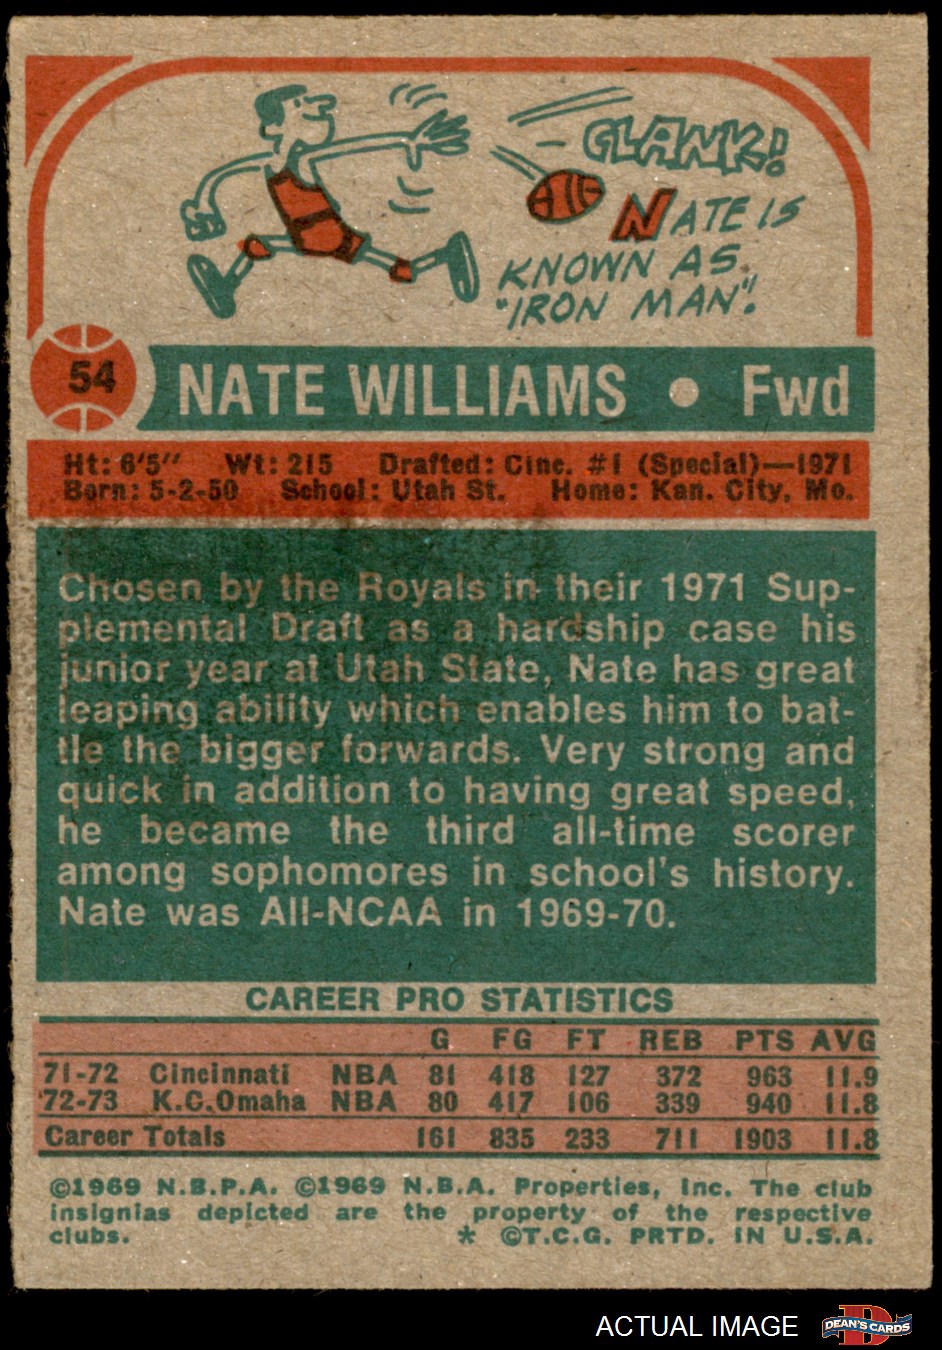 CLANK!
NATE IS
KNOWN AS
"IRON MAN"!
54
NATE WILLIAMS • Fwd
Ht: 6'5" Wt: 215 Drafted: Cinc. #1 (Special)—1971
Born: 5-2-50 School: Utah St. Home: Kan. City, Mo.
Chosen by the Royals in their 1971 Sup-
plemental Draft as a hardship case his
junior year at Utah State, Nate has great
leaping ability which enables him to bat-
tle the bigger forwards. Very strong and
quick in addition to having great speed,
he became the third all-time scorer
among sophomores in school's history.
Nate was All-NCAA in 1969-70.
CAREER PRO STATISTICS
G FG FT REB PTS AVG
71-72 Cincinnati NBA 81 418 127 372 963 11.9
'72-73 K.C.Omaha NBA 80 417 106 339 940 11.8
Career Totals 161 835 233 711 1903 11.8
©1969 N.B.P.A. ©1969 N.B.A. Properties, Inc. The club
insignias depicted are the property of the respective
clubs. * ©T.C.G. PRTD. IN U.S.A.
ACTUAL IMAGE
D
DEAN'S CARDS